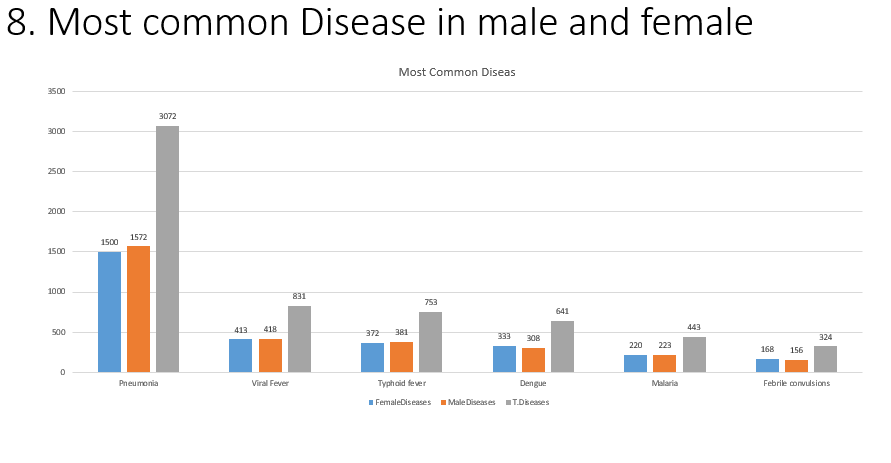 8. Most common Disease in male and female
Most Common Diseas
3500
3000
2500
2000
1500
1000
500
0
3072
1500
1572
413
418
831
372
381
753
333
308
641
220
223
443
168
156
324
Pneumonia
Viral Fever
Typhoid fever
Dengue
Malaria
Febrile convulsions
FemaleDiseases MaleDiseases T.Diseases